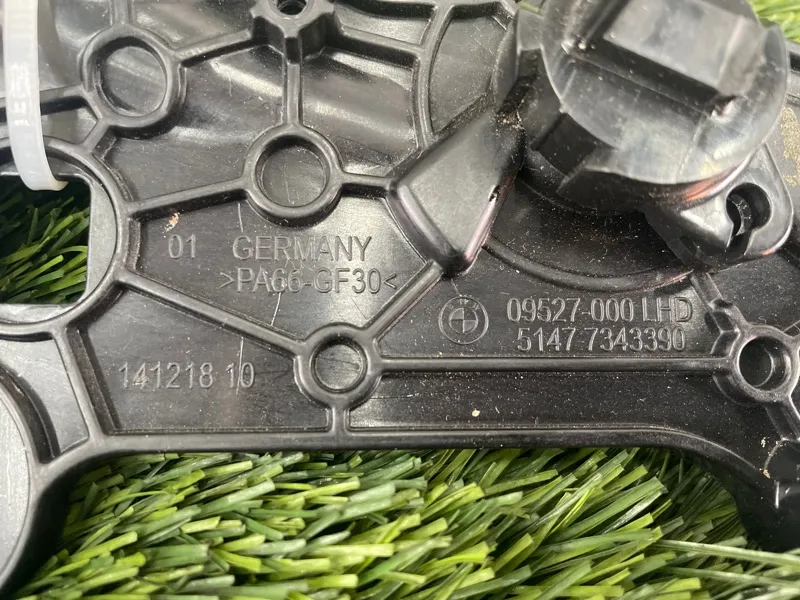 01 GERMANY
>PA66-GF30<
09527-000 LHD
5147 7343390
141218 10